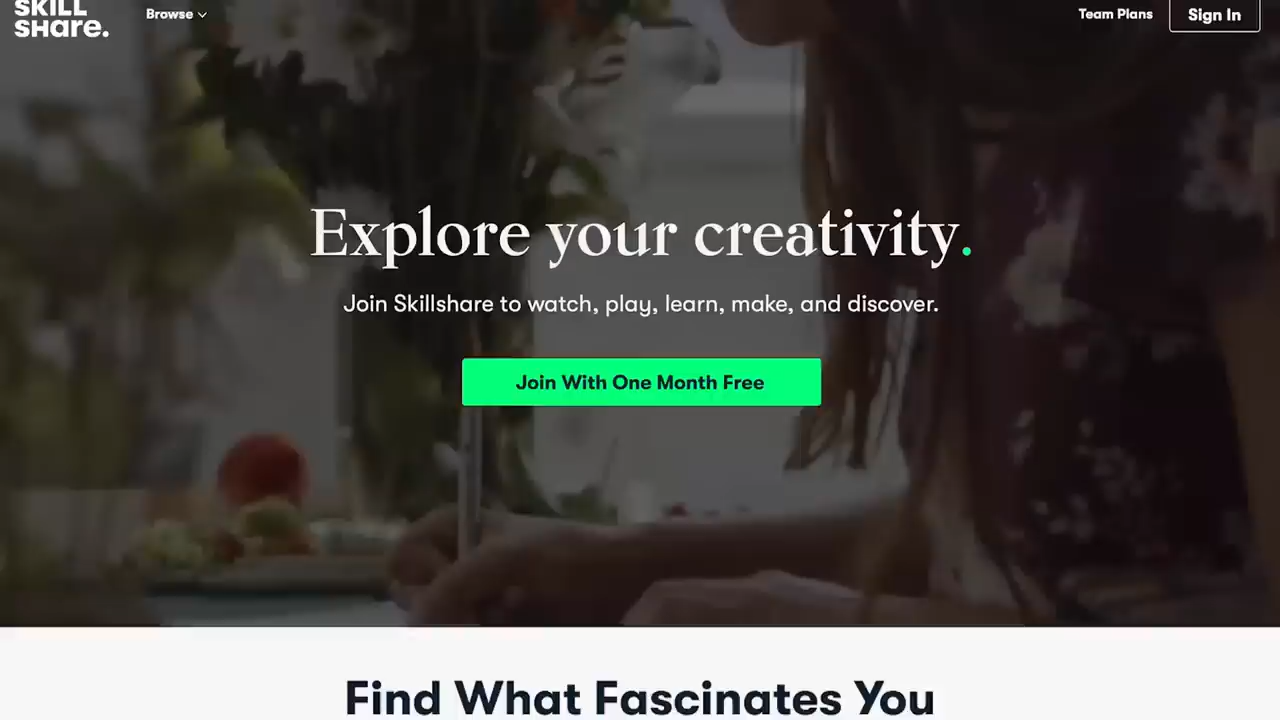 SKILL
SHare.
Browse
Team Plans
Sign In
Explore your creativity.
Join Skillshare to watch, play, learn, make, and discover.
Join With One Month Free
Find What Fascinates You